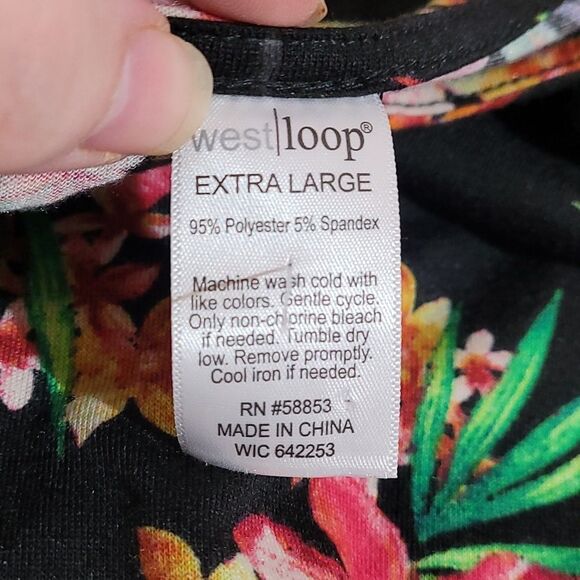 west|loop®
EXTRA LARGE
95% Polyester 5% Spandex
Machine wash cold with
like colors. Gentle cycle.
Only non-chlorine bleach
if needed. Tumble dry
low. Remove promptly.
Cool iron if needed.
RN #58853
MADE IN CHINA
WIC 642253